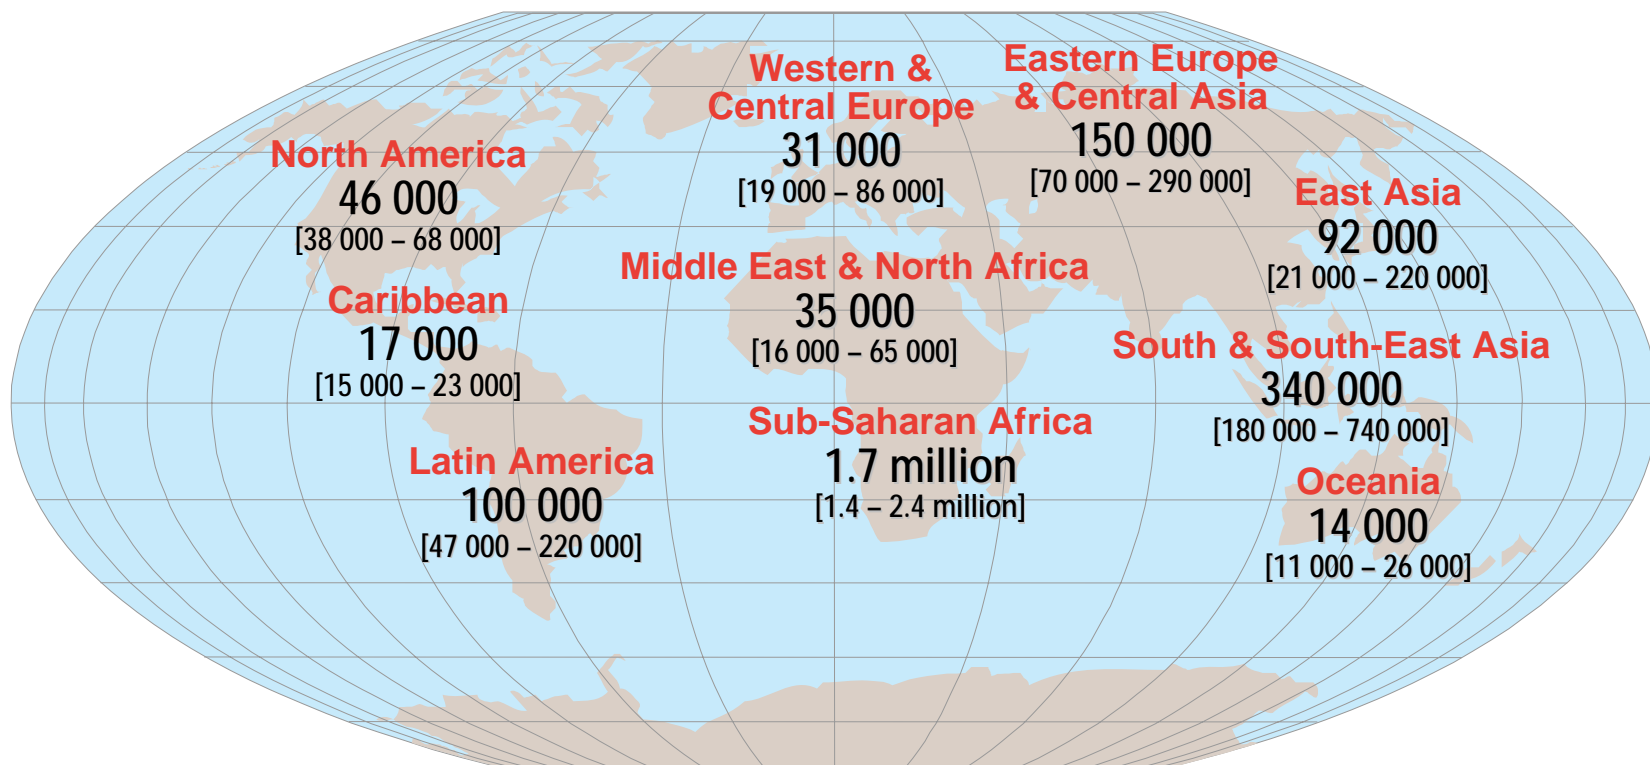 Western &
Central Europe
31 000
[19 000 – 86 000]
Eastern Europe
& Central Asia
150 000
[70 000 – 290 000]
North America
46 000
[38 000 – 68 000]
East Asia
92 000
[21 000 – 220 000]
Middle East & North Africa
35 000
[16 000 – 65 000]
Caribbean
17 000
[15 000 – 23 000]
South & South-East Asia
340 000
[180 000 – 740 000]
Sub-Saharan Africa
1.7 million
[1.4 – 2.4 million]
Latin America
100 000
[47 000 – 220 000]
Oceania
14 000
[11 000 – 26 000]